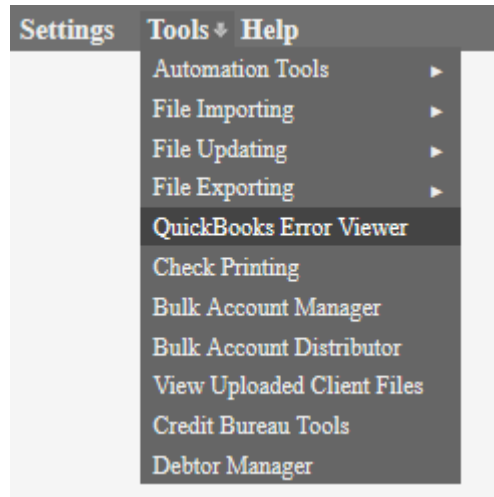 Settings Tools Help
Automation Tools
File Importing
File Updating
File Exporting
QuickBooks Error Viewer
Check Printing
Bulk Account Manager
Bulk Account Distributor
View Uploaded Client Files
Credit Bureau Tools
Debtor Manager